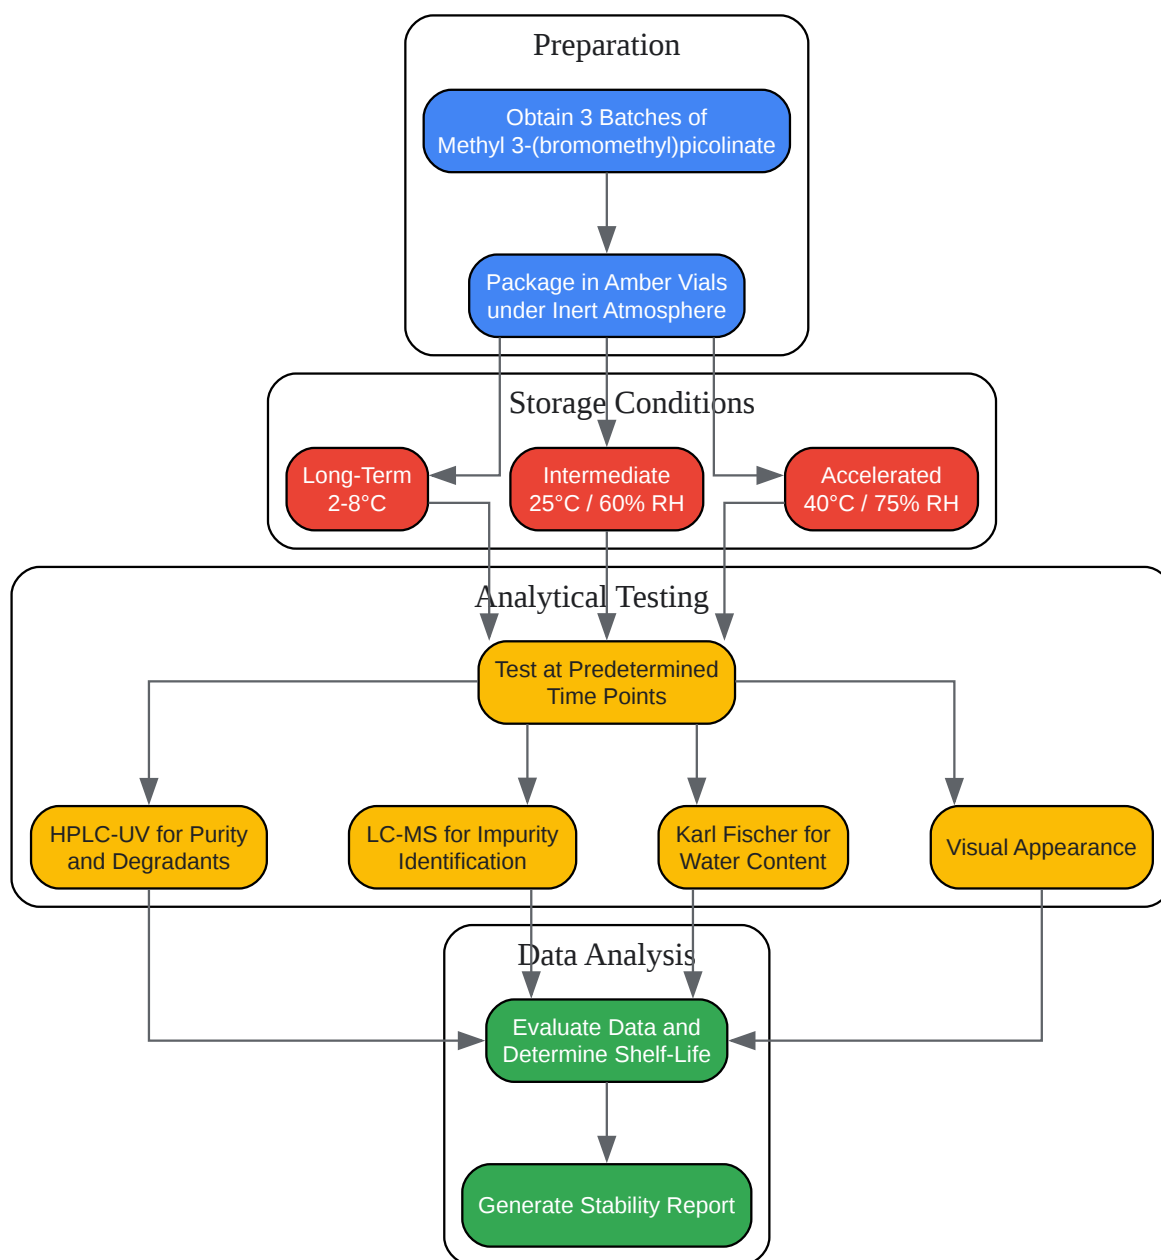 Preparation
Obtain 3 Batches of
Methyl 3-(bromomethyl)picolinate
Package in Amber Vials
under Inert Atmosphere
Storage Conditions
Long-Term
2-8°C
Intermediate
25°C / 60% RH
Accelerated
40°C / 75% RH
Analytical Testing
Test at Predetermined
Time Points
HPLC-UV for Purity
and Degradants
LC-MS for Impurity
Identification
Karl Fischer for
Water Content
Visual Appearance
Data Analysis
Evaluate Data and
Determine Shelf-Life
Generate Stability Report